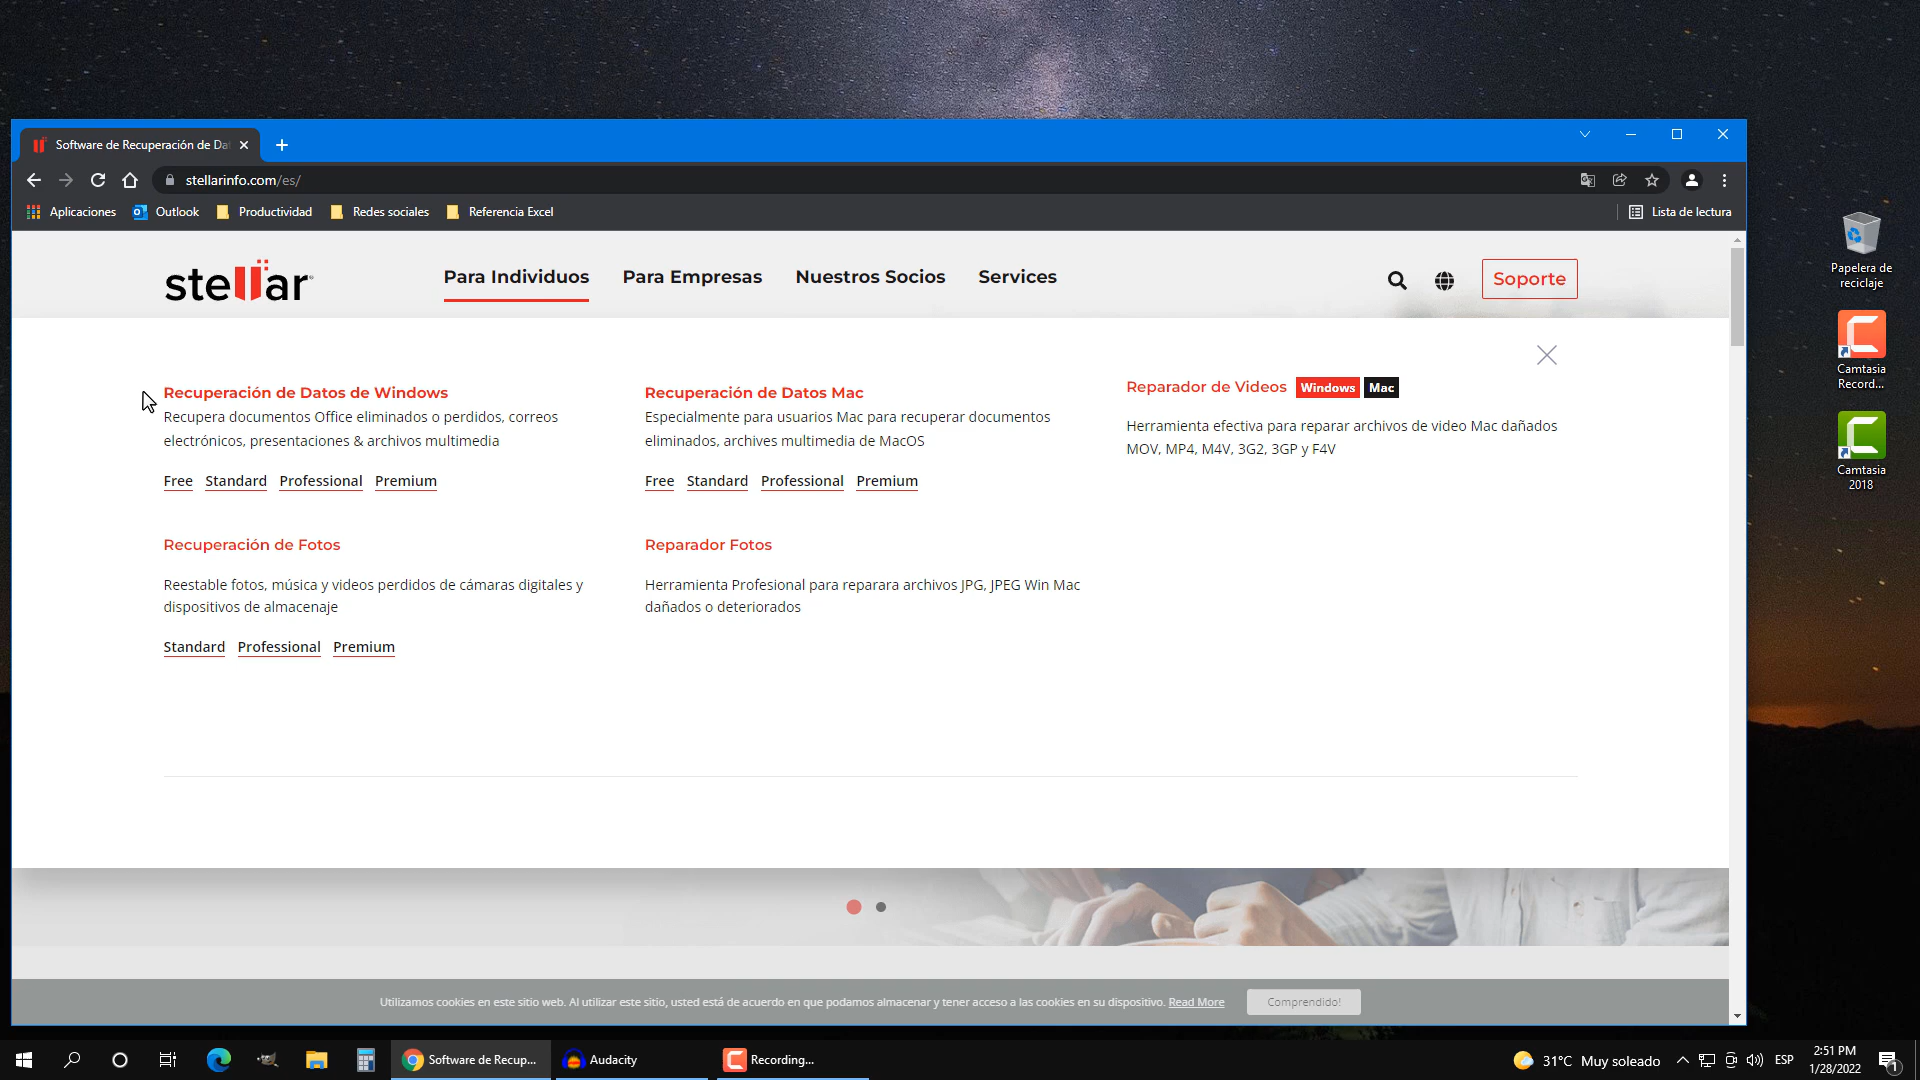 Software de Recuperación de Da
stellarinfo.com/es/
Aplicaciones
Outlook
Productividad
Redes sociales
Referencia Excel
Lista de lectura
stellar
Para Individuos
Para Empresas
Nuestros Socios
Services
Soporte
Recuperación de Datos de Windows
Recupera documentos Office eliminados o perdidos, correos
electrónicos, presentaciones & archivos multimedia
Free Standard Professional Premium
Recuperación de Datos Mac
Especialmente para usuarios Mac para recuperar documentos
eliminados, archives multimedia de MacOS
Free Standard Professional Premium
Reparador de Videos Windows Mac
Herramienta efectiva para reparar archivos de video Mac dañados
MOV, MP4, M4V, 3G2, 3GP y F4V
Recuperación de Fotos
Reestable fotos, música y videos perdidos de cámaras digitales y
dispositivos de almacenaje
Standard Professional Premium
Reparador Fotos
Herramienta Profesional para reparara archivos JPG, JPEG Win Mac
dañados o deteriorados
Utilizamos cookies en este sitio web. Al utilizar este sitio, usted está de acuerdo en que podamos almacenar y tener acceso a las cookies en su dispositivo. Read More
Comprendido!
Papelera de
reciclaje
Camtasia
Record...
Camtasia
2018
Software de Recup...
Audacity
Recording...
31°C Muy soleado
ESP
2:51 PM
1/28/2022
1